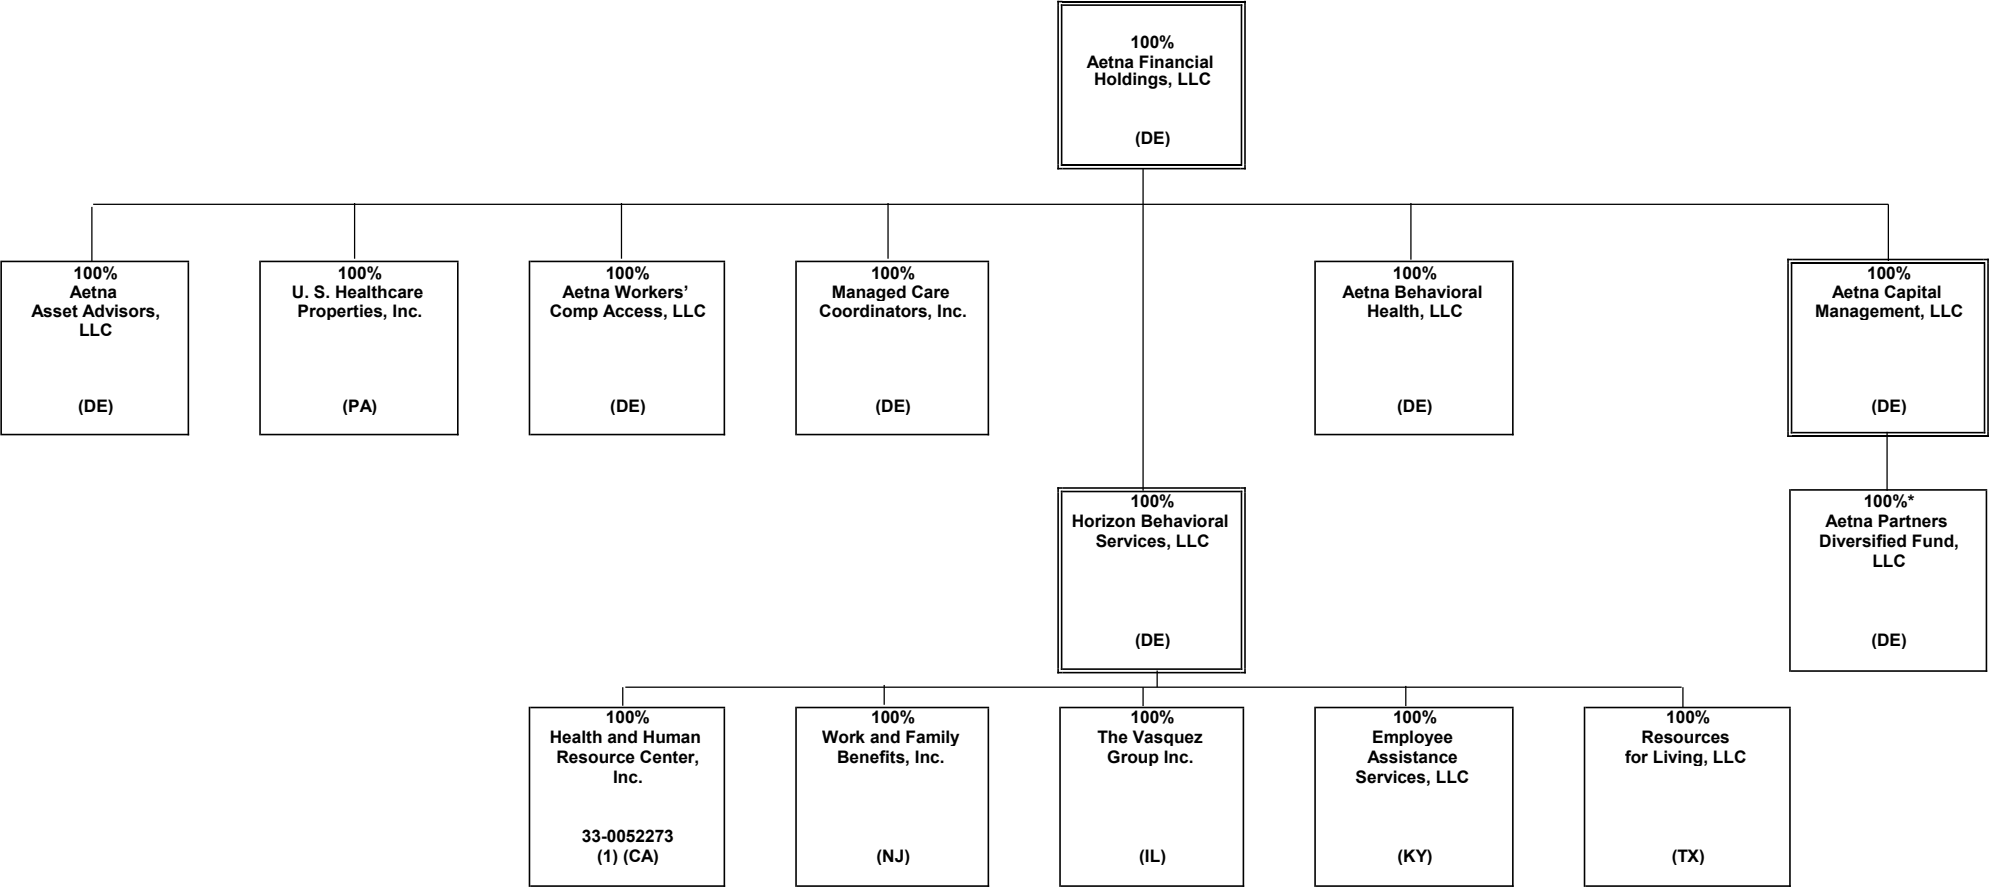 100%
Aetna Financial
Holdings, LLC
(DE)
100%
Aetna
Asset Advisors,
LLC
(DE)
100%
U. S. Healthcare
Properties, Inc.
(PA)
100%
Aetna Workers’
Comp Access, LLC
(DE)
100%
Managed Care
Coordinators, Inc.
(DE)
100%
Aetna Behavioral
Health, LLC
(DE)
100%
Aetna Capital
Management, LLC
(DE)
100%
Horizon Behavioral
Services, LLC
(DE)
100%*
Aetna Partners
Diversified Fund,
LLC
(DE)
100%
Health and Human
Resource Center,
Inc.
33-0052273
(1) (CA)
100%
Work and Family
Benefits, Inc.
(NJ)
100%
The Vasquez
Group Inc.
(IL)
100%
Employee
Assistance
Services, LLC
(KY)
100%
Resources
for Living, LLC
(TX)